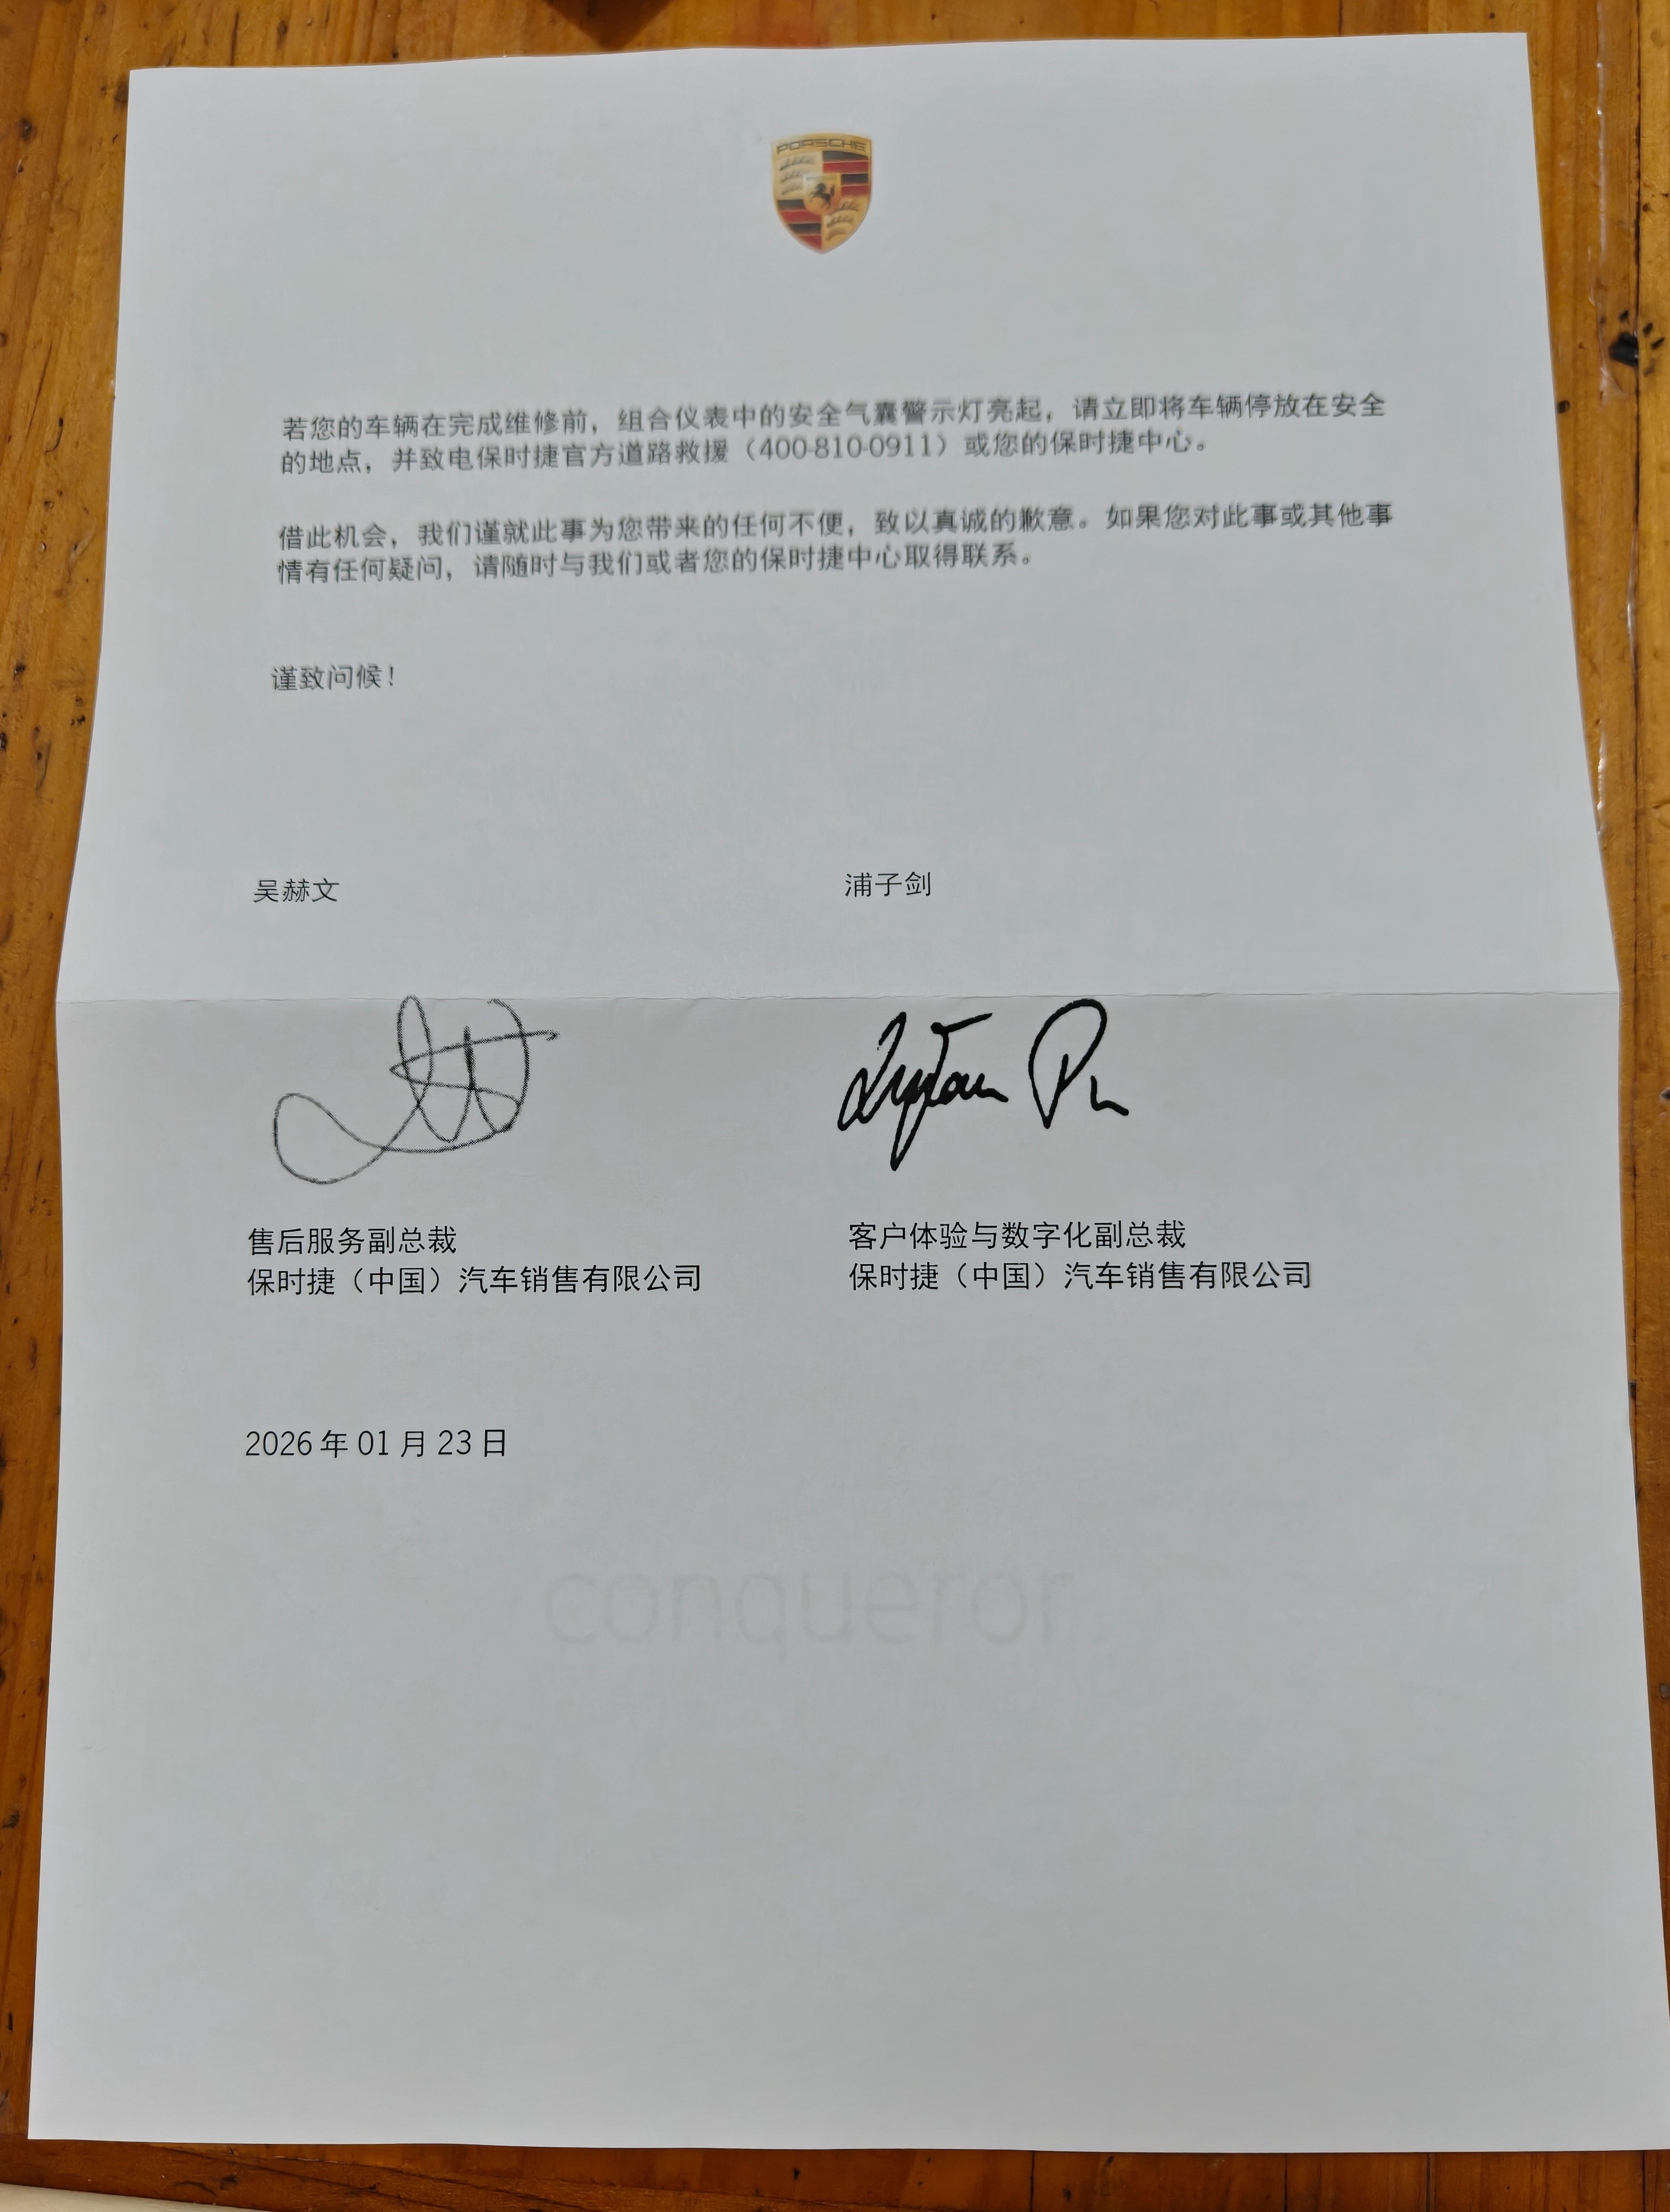 PORSCHE
若您的车辆在完成维修前，组合仪表中的安全气囊警示灯亮起，请立即将车辆停放在安全
的地点，并致电保时捷官方道路救援（400-810-0911）或您的保时捷中心。
借此机会，我们谨就此事为您带来的任何不便，致以真诚的歉意。如果您对此事或其他事
情有任何疑问，请随时与我们或者您的保时捷中心取得联系。
谨致问候！
吴赫文 浦子剑
售后服务副总裁 客户体验与数字化副总裁
保时捷（中国）汽车销售有限公司 保时捷（中国）汽车销售有限公司
2026年01月23日
conqueror.